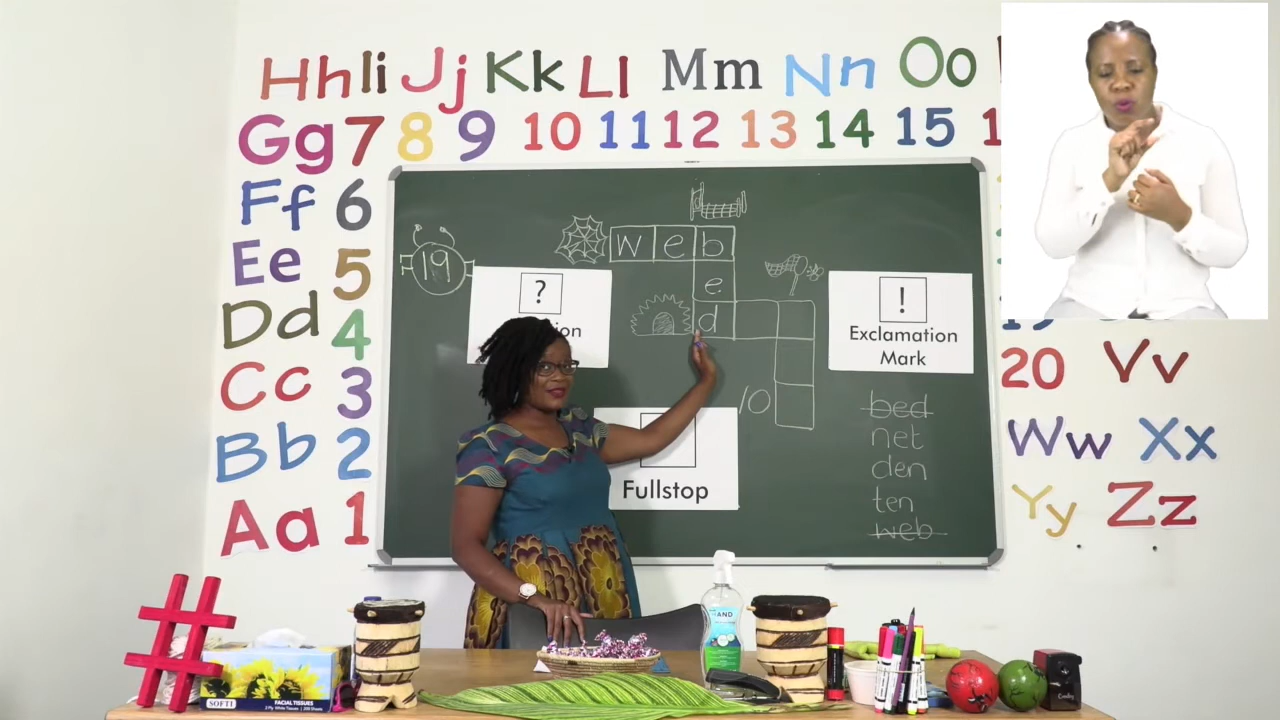 Hh Ii Jj Kk Ll Mm Nn Oo
Gg 7 8 9 10 11 12 13 14 15
Ff 6
Ee 5
Dd 4
Cc 3
Bb 2
Aa 1
19
web
e
d
?
!
Exclamation
Mark
10
Fullstop
bed
net
den
ten
web
20 Vv
Ww Xx
Yy Zz
#
SOFTI
FACIAL TISSUES
HAND